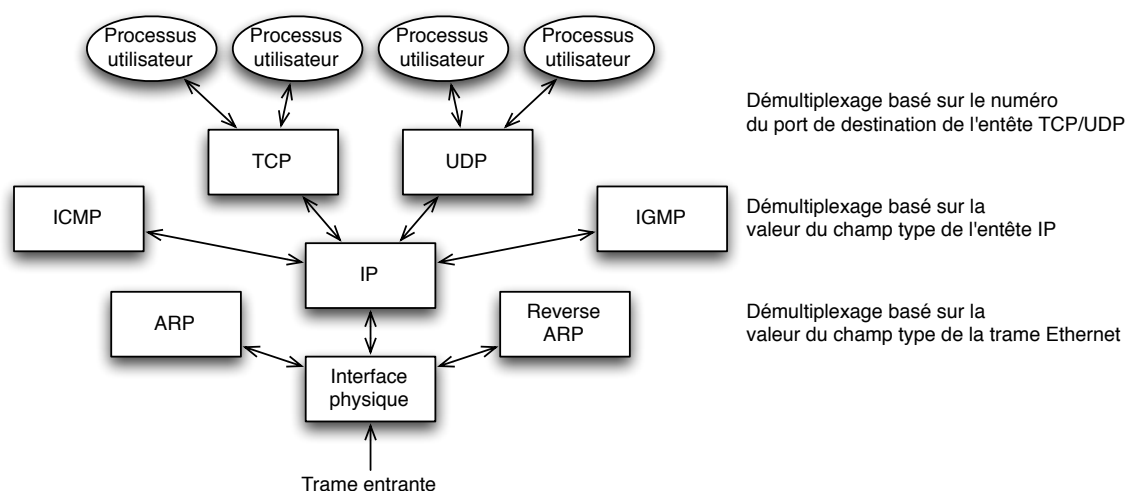 Processus
utilisateur
Processus
utilisateur
Processus
utilisateur
Processus
utilisateur
Démultiplexage basé sur le numéro
du port de destination de l'entête TCP/UDP
TCP
UDP
ICMP
IGMP
Démultiplexage basé sur la
valeur du champ type de l'entête IP
IP
ARP
Reverse
ARP
Démultiplexage basé sur la
valeur du champ type de la trame Ethernet
Interface
physique
Trame entrante